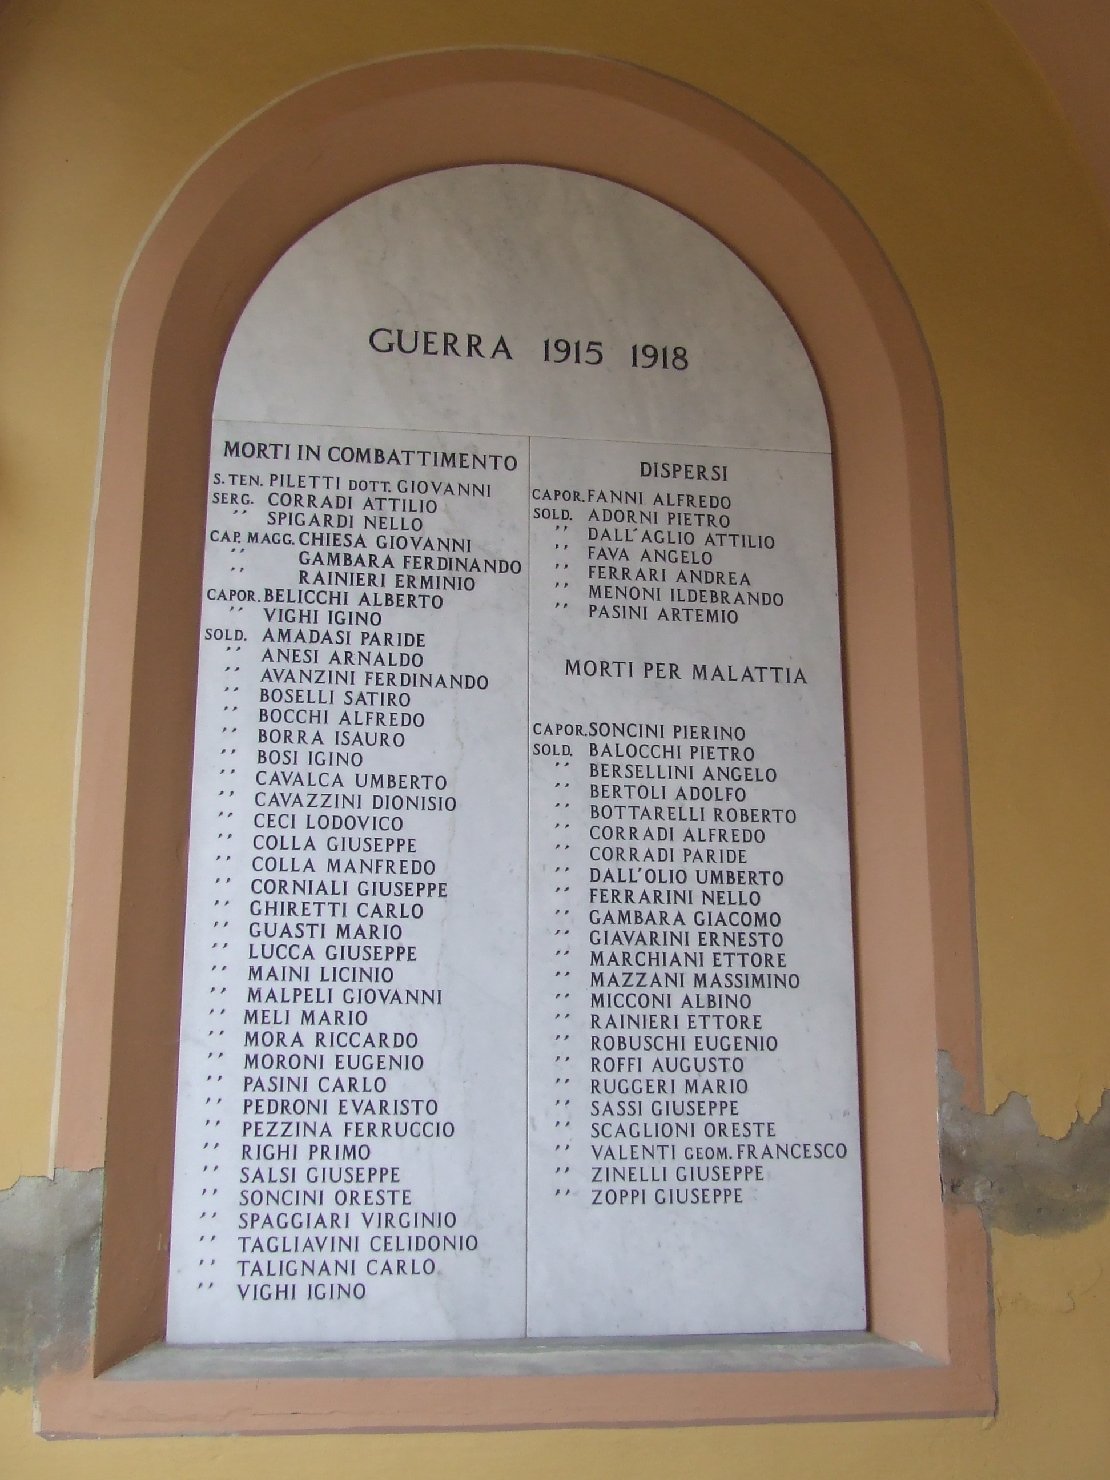 GUERRA 1915 1918
MORTI IN COMBATTIMENTO
S. TEN. PILETTI DOTT. GIOVANNI
SERG. CORRADI ATTILIO
'' SPIGARDI NELLO
CAP. MAGG. CHIESA GIOVANNI
'' GAMBARA FERDINANDO
'' RAINIERI ERMINIO
CAPOR. BELICCHI ALBERTO
'' VIGHI IGINO
SOLD. AMADASI PARIDE
'' ANESI ARNALDO
'' AVANZINI FERDINANDO
'' BOSELLI SATIRO
'' BOCCHI ALFREDO
'' BORRA ISAURO
'' BOSI IGINO
'' CAVALCA UMBERTO
'' CAVAZZINI DIONISIO
'' CECI LODOVICO
'' COLLA GIUSEPPE
'' COLLA MANFREDO
'' CORNIALI GIUSEPPE
'' GHIRETTI CARLO
'' GUASTI MARIO
'' LUCCA GIUSEPPE
'' MAINI LICINIO
'' MALPELI GIOVANNI
'' MELI MARIO
'' MORA RICCARDO
'' MORONI EUGENIO
'' PASINI CARLO
'' PEDRONI EVARISTO
'' PEZZINA FERRUCCIO
'' RIGHI PRIMO
'' SALSI GIUSEPPE
'' SONCINI ORESTE
'' SPAGGIARI VIRGINIO
'' TAGLIAVINI CELIDONIO
'' TALIGNANI CARLO
'' VIGHI IGINO
DISPERSI
CAPOR. FANNI ALFREDO
SOLD. ADORNI PIETRO
'' DALL'AGLIO ATTILIO
'' FAVA ANGELO
'' FERRARI ANDREA
'' MENONI ILDEBRANDO
'' PASINI ARTEMIO
MORTI PER MALATTIA
CAPOR. SONCINI PIERINO
SOLD. BALOCCHI PIETRO
'' BERSELLINI ANGELO
'' BERTOLI ADOLFO
'' BOTTARELLI ROBERTO
'' CORRADI ALFREDO
'' CORRADI PARIDE
'' DALL'OLIO UMBERTO
'' FERRARINI NELLO
'' GAMBARA GIACOMO
'' GIAVARINI ERNESTO
'' MARCHIANI ETTORE
'' MAZZANI MASSIMINO
'' MICCONI ALBINO
'' RAINIERI ETTORE
'' ROBUSCHI EUGENIO
'' ROFFI AUGUSTO
'' RUGGERI MARIO
'' SASSI GIUSEPPE
'' SCAGLIONI ORESTE
'' VALENTI GEOM. FRANCESCO
'' ZINELLI GIUSEPPE
'' ZOPPI GIUSEPPE